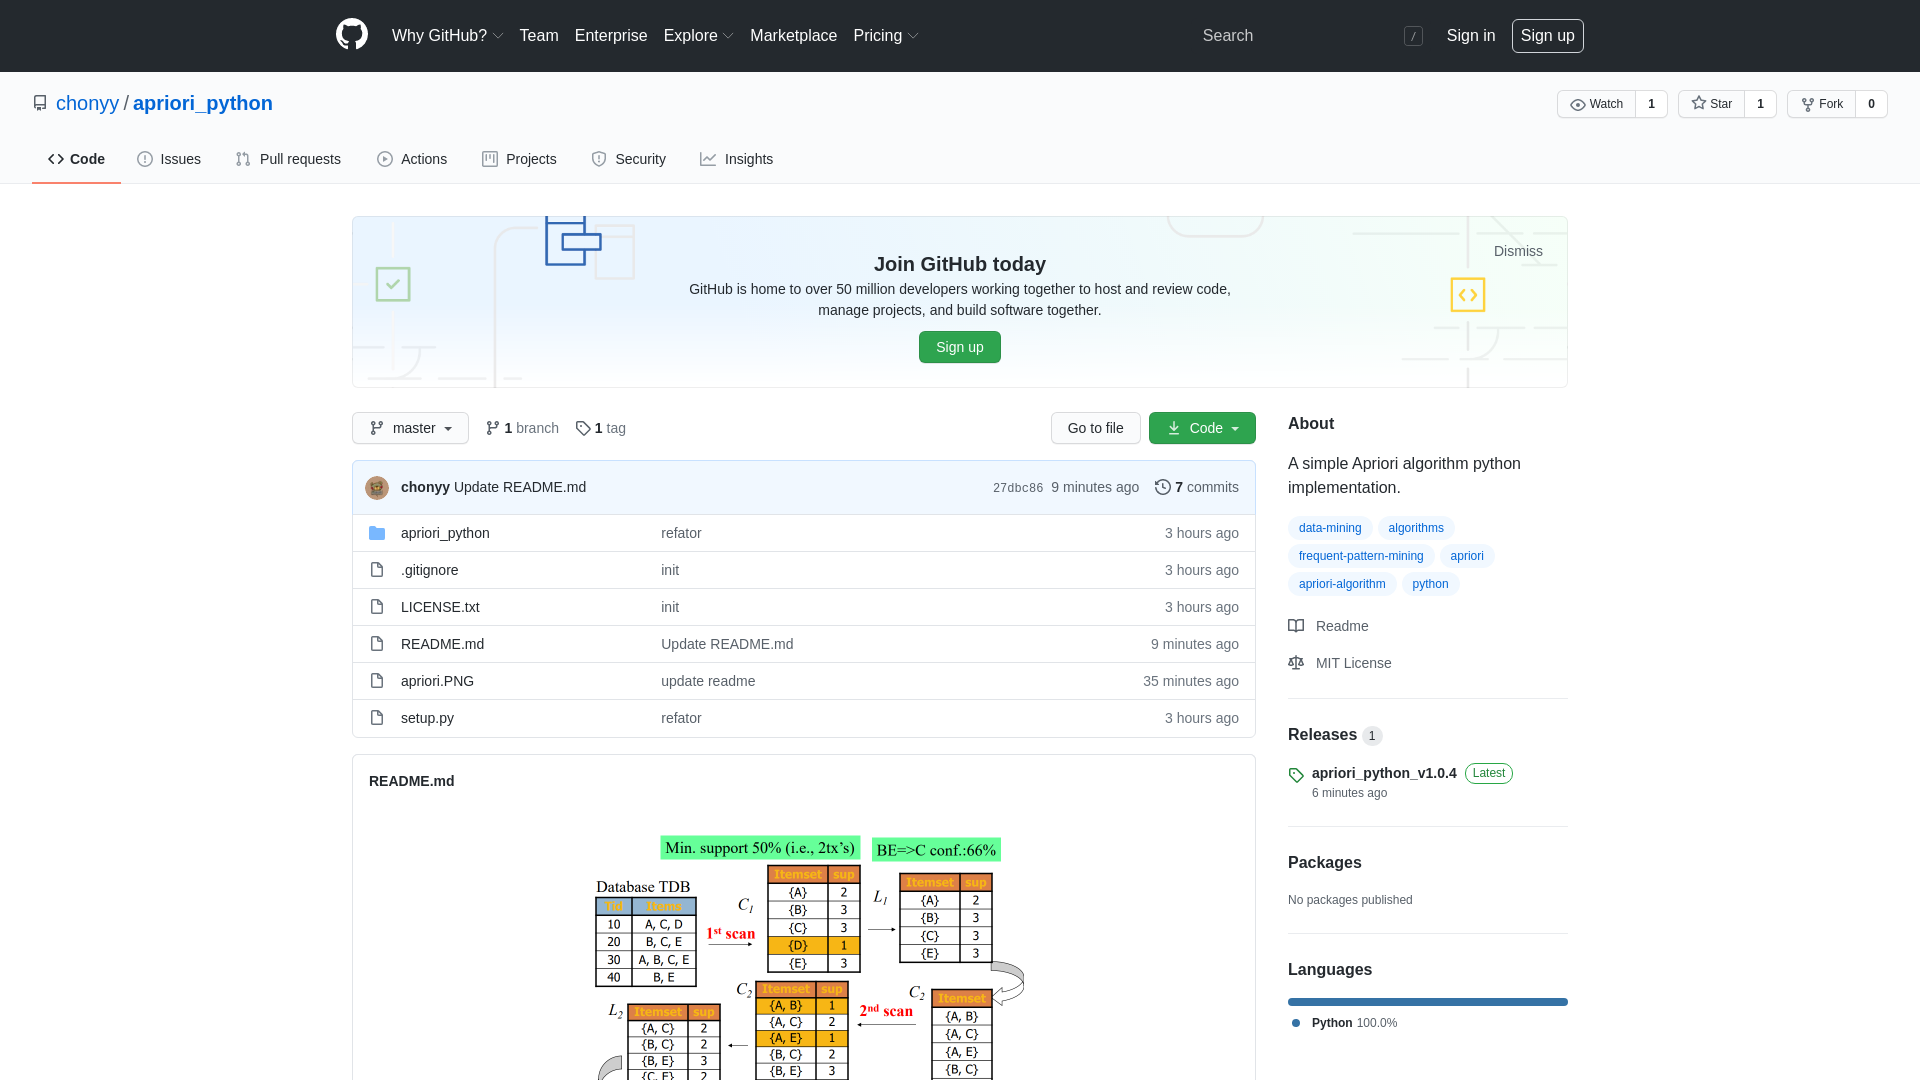 Why GitHub? Team Enterprise Explore Marketplace Pricing Search / Sign in Sign up
chonyy / apriori_python Watch 1 Star 1 Fork 0
Code Issues Pull requests Actions Projects Security Insights
Dismiss
Join GitHub today
GitHub is home to over 50 million developers working together to host and review code,
manage projects, and build software together.
Sign up
master 1 branch 1 tag Go to file Code
chonyy Update README.md 27dbc86 9 minutes ago 7 commits
apriori_python refator 3 hours ago
.gitignore init 3 hours ago
LICENSE.txt init 3 hours ago
README.md Update README.md 9 minutes ago
apriori.PNG update readme 35 minutes ago
setup.py refator 3 hours ago
README.md
Min. support 50% (i.e., 2tx's) BE=>C conf.:66%
Database TDB
Tid Items
10 A, C, D
20 B, C, E
30 A, B, C, E
40 B, E
1st scan
C1
Itemset sup
{A} 2
{B} 3
{C} 3
{D} 1
{E} 3
L1
Itemset sup
{A} 2
{B} 3
{C} 3
{E} 3
L2
Itemset sup
{A, C} 2
{B, C} 2
{B, E} 3
{C, E} 2
C2
Itemset sup
{A, B} 1
{A, C} 2
{A, E} 1
{B, C} 2
{B, E} 3
2nd scan
C2
Itemset
{A, B}
{A, C}
{A, E}
{B, C}
About
A simple Apriori algorithm python
implementation.
data-mining algorithms
frequent-pattern-mining apriori
apriori-algorithm python
Readme
MIT License
Releases 1
apriori_python_v1.0.4 Latest
6 minutes ago
Packages
No packages published
Languages
Python 100.0%